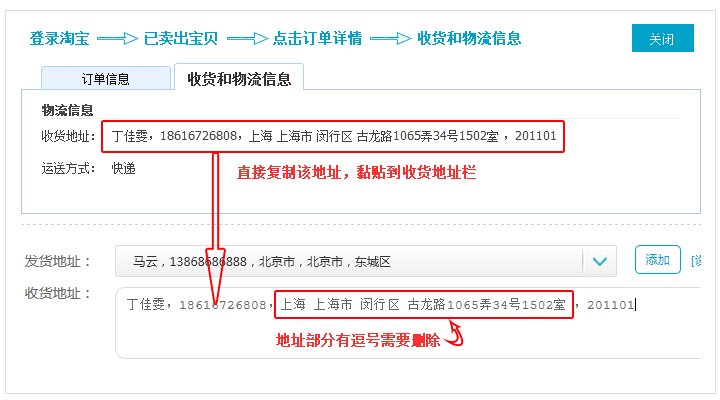 登录淘宝 已卖出宝贝 点击订单详情 收货和物流信息 关闭
订单信息 收货和物流信息
物流信息
收货地址： 丁佳雯，18616726808，上海 上海市 闵行区 古龙路1065弄34号1502室 ，201101
运送方式： 快递
直接复制该地址，黏贴到收货地址栏
发货地址： 马云，13868686888，北京市，北京市，东城区 添加
收货地址： 丁佳雯，18616726808，上海 上海市 闵行区 古龙路1065弄34号1502室 ，201101
地址部分有逗号需要删除